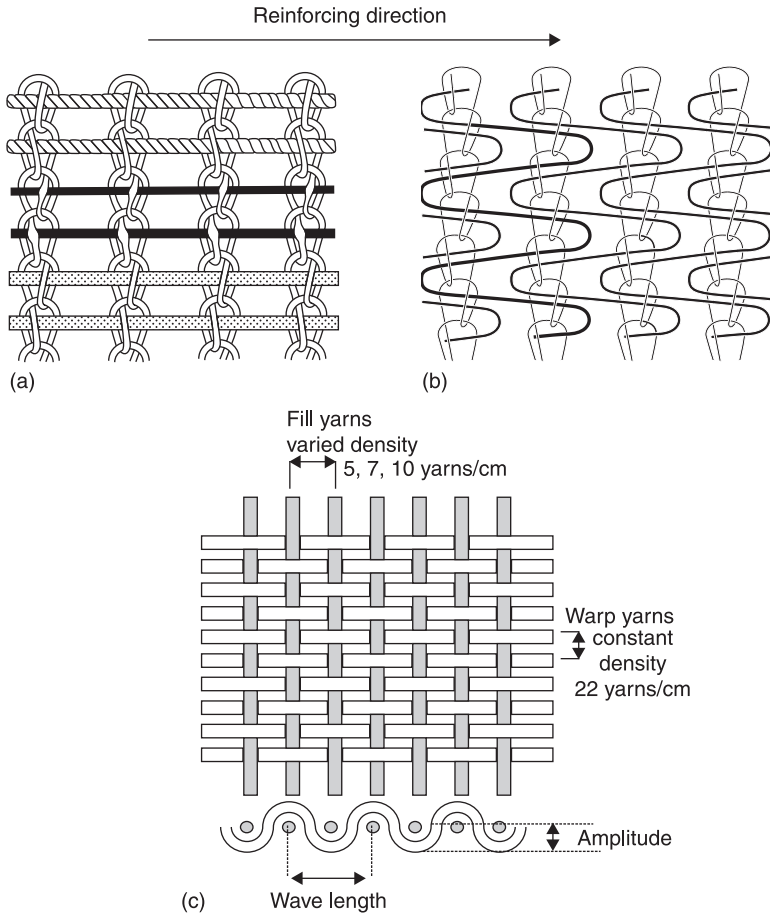 Reinforcing direction
(a)
(b)
Fill yarns
varied density
5, 7, 10 yarns/cm
Warp yarns
constant
density
22 yarns/cm
Amplitude
Wave length
(c)